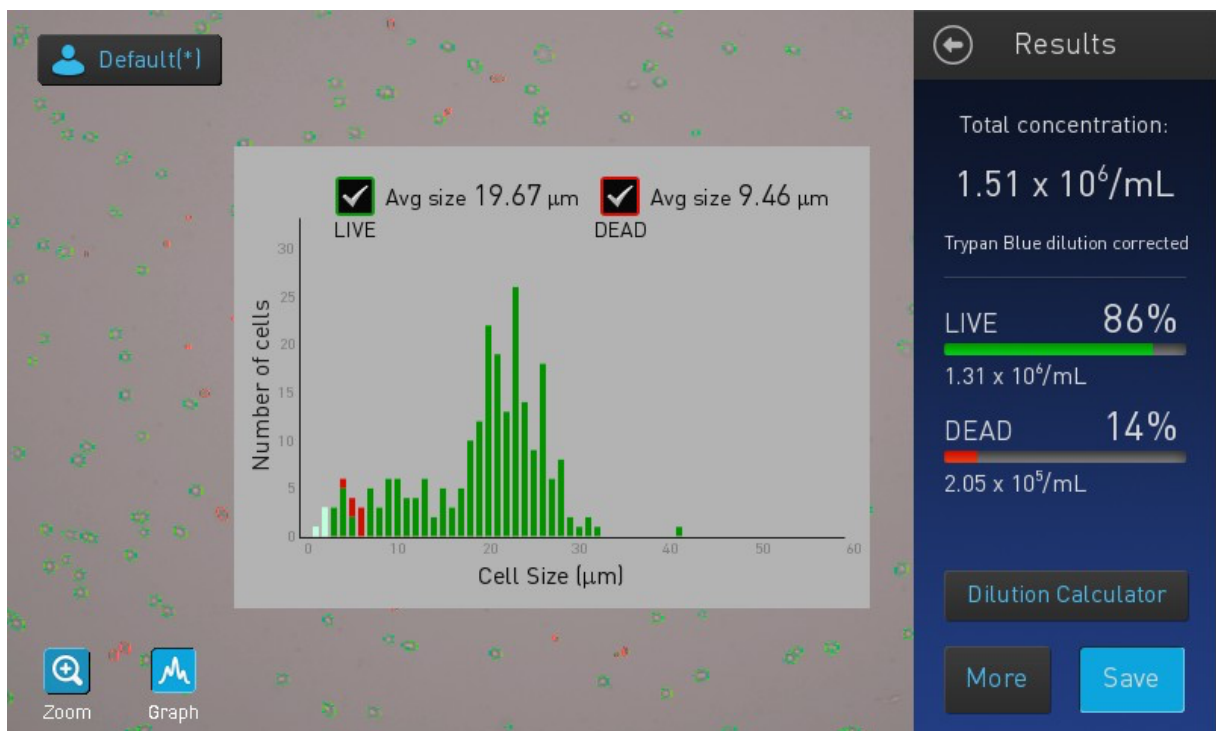 Default(*)
Results
Total concentration:
1.51 x 10⁶/mL
Trypan Blue dilution corrected
LIVE 86%
1.31 x 10⁶/mL
DEAD 14%
2.05 x 10⁵/mL
Dilution Calculator
More
Save
Avg size 19.67 μm
LIVE
Avg size 9.46 μm
DEAD
Number of cells
30
25
20
15
10
5
0
0 10 20 30 40 50 60
Cell Size (μm)
Zoom
Graph